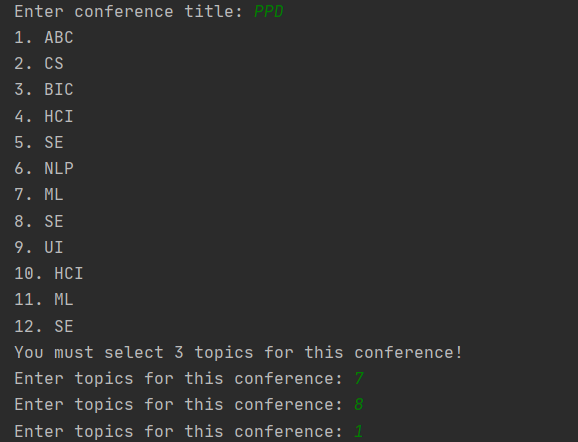 Enter conference title: PPD
1. ABC
2. CS
3. BIC
4. HCI
5. SE
6. NLP
7. ML
8. SE
9. UI
10. HCI
11. ML
12. SE
You must select 3 topics for this conference!
Enter topics for this conference: 7
Enter topics for this conference: 8
Enter topics for this conference: 1